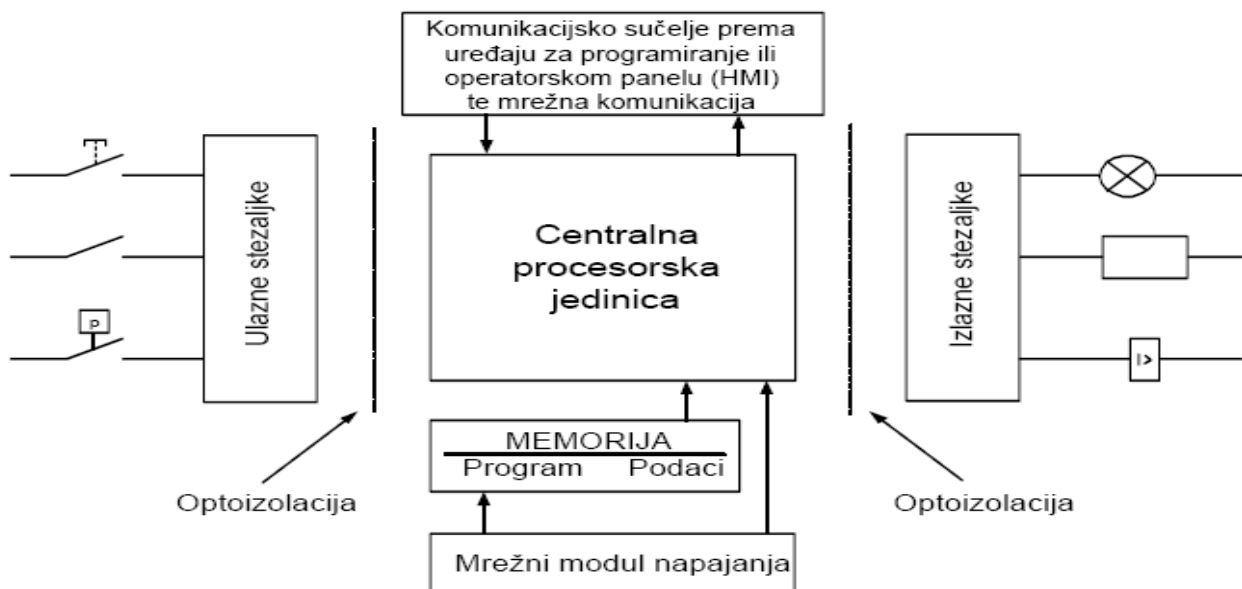 Komunikacijsko sučelje prema
uređaju za programiranje ili
operatorskom panelu (HMI)
te mrežna komunikacija
Ulazne stezaljke
Centralna
procesorska
jedinica
Izlazne stezaljke
P
I>
MEMORIJA
Program Podaci
Optoizolacija
Optoizolacija
Mrežni modul napajanja